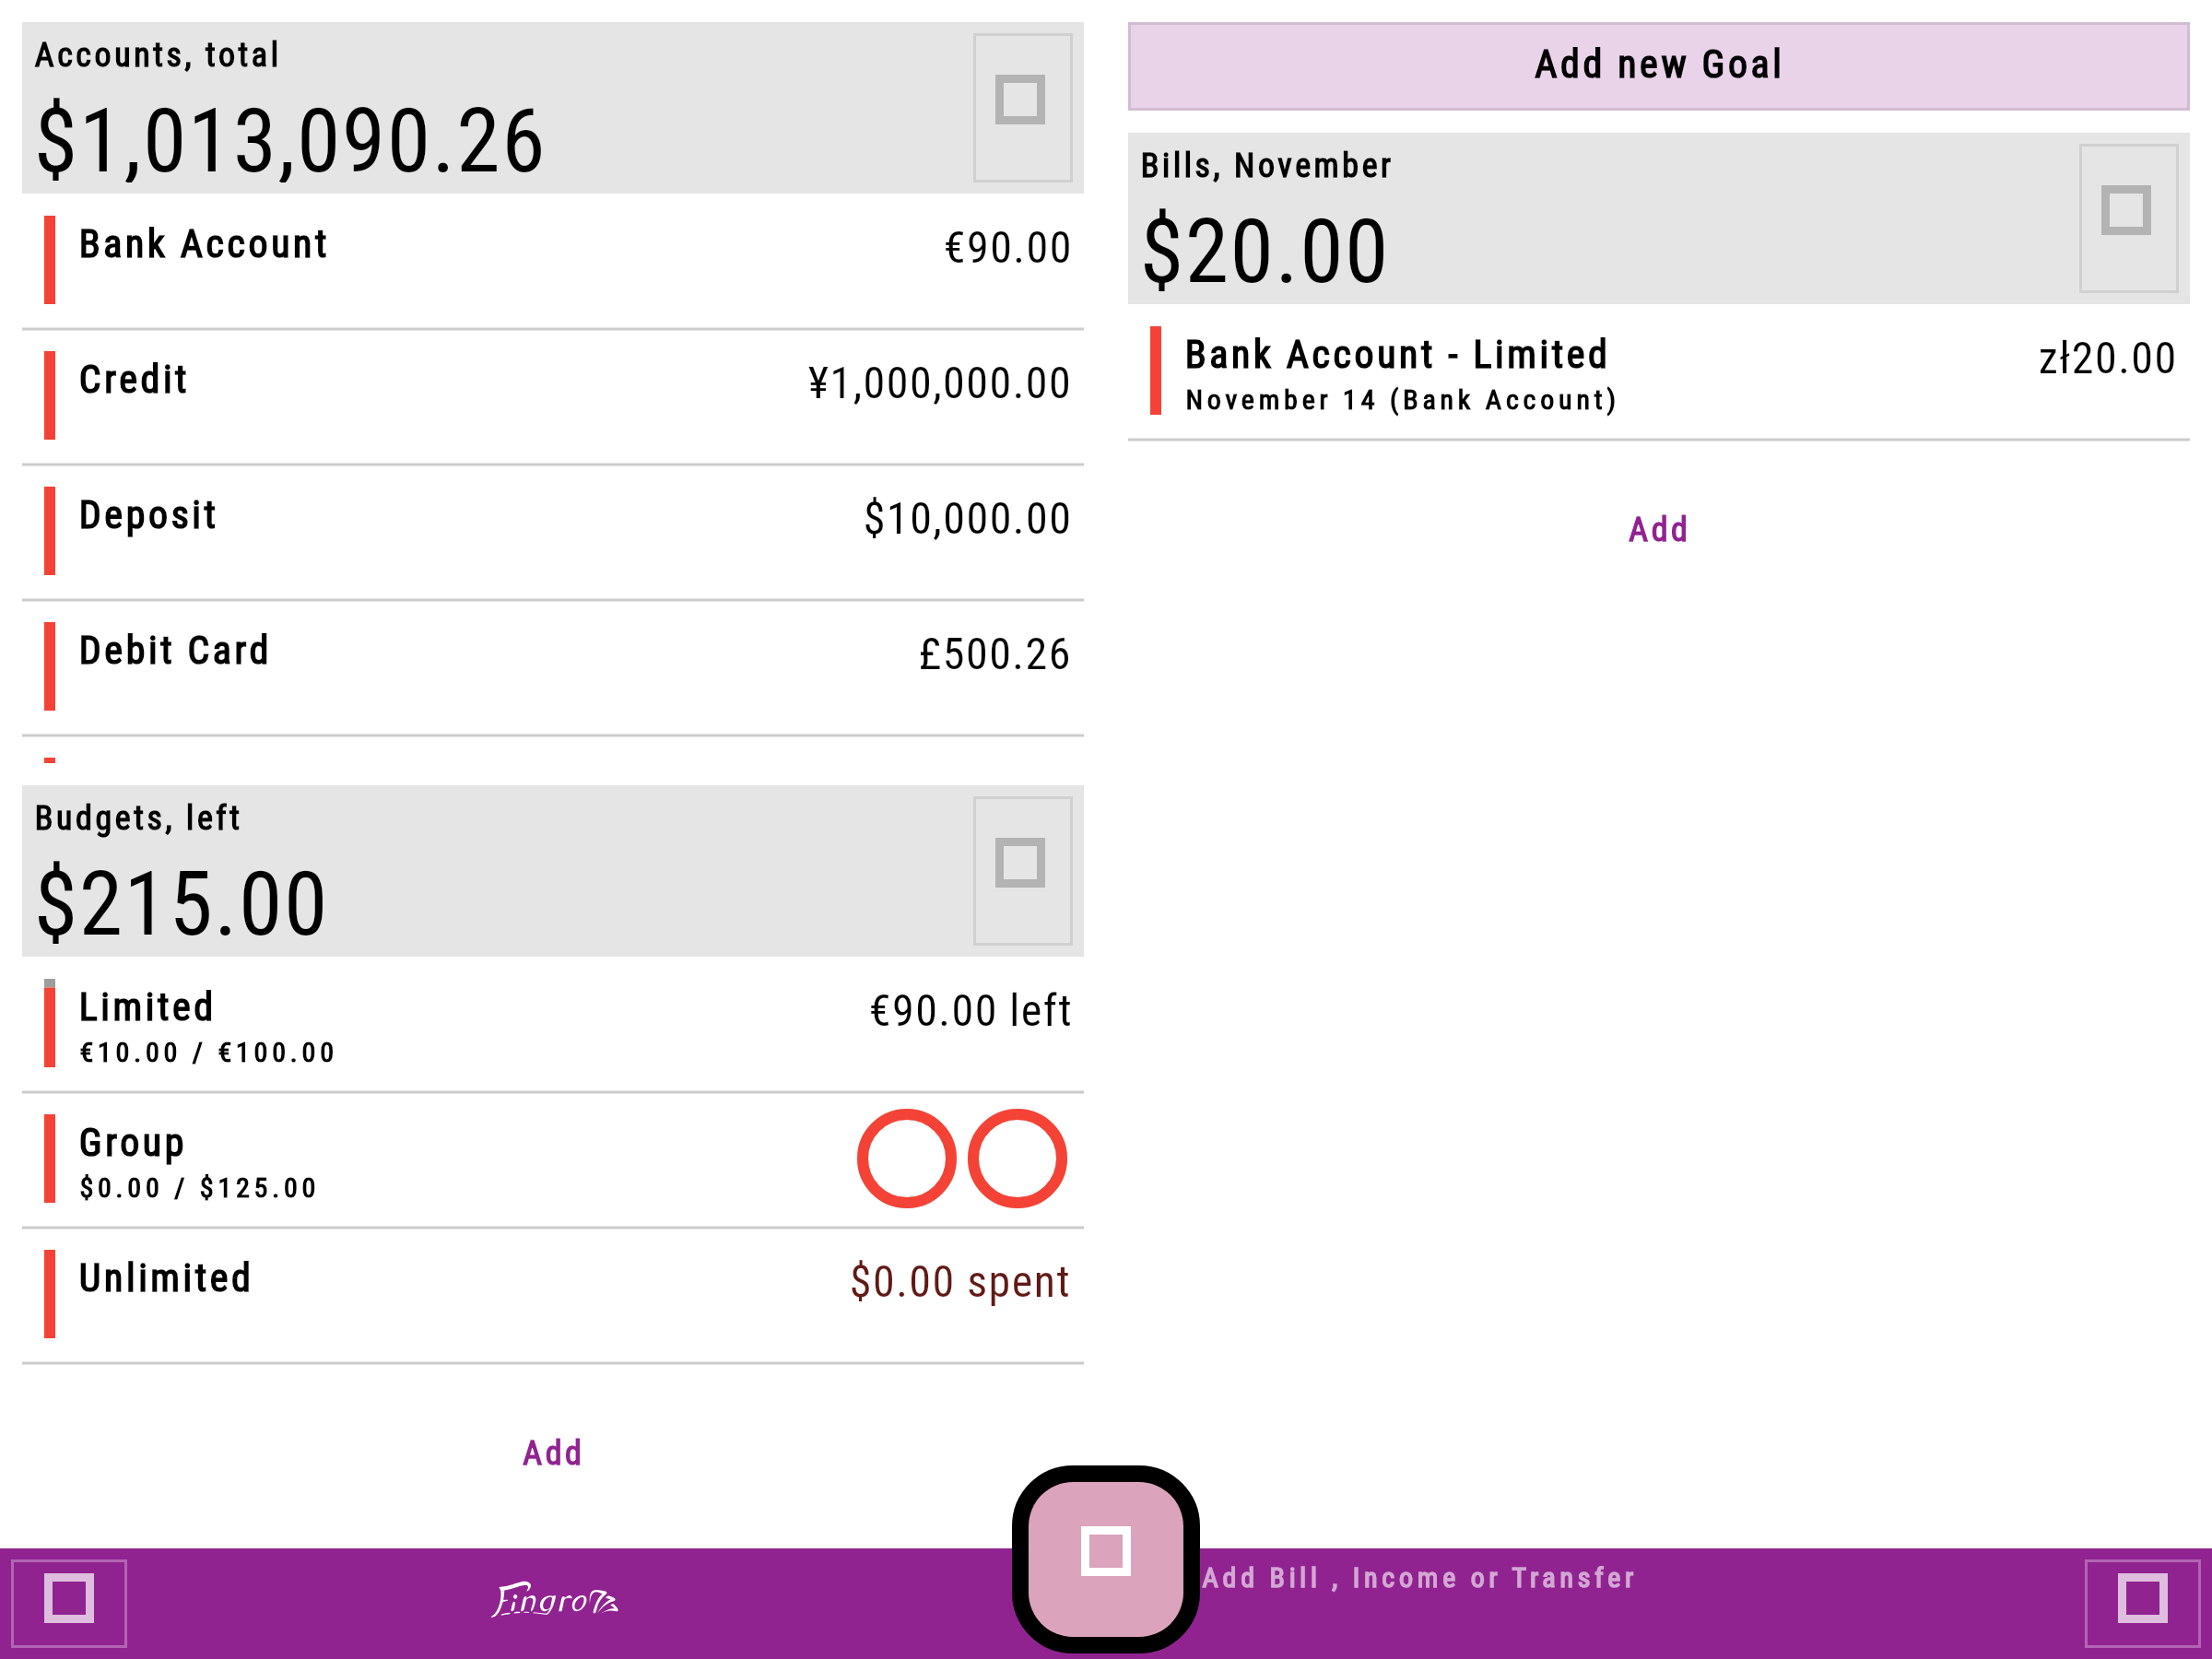 Accounts, total
$1,013,090.26
Bank Account
€90.00
Credit
¥1,000,000.00
Deposit
$10,000.00
Debit Card
£500.26
Budgets, left
$215.00
Limited
€90.00 left
€10.00 / €100.00
Group
$0.00 / $125.00
Unlimited
$0.00 spent
Add
Add new Goal
Bills, November
$20.00
Bank Account - Limited
zł20.00
November 14 (Bank Account)
Add
Add Bill , Income or Transfer